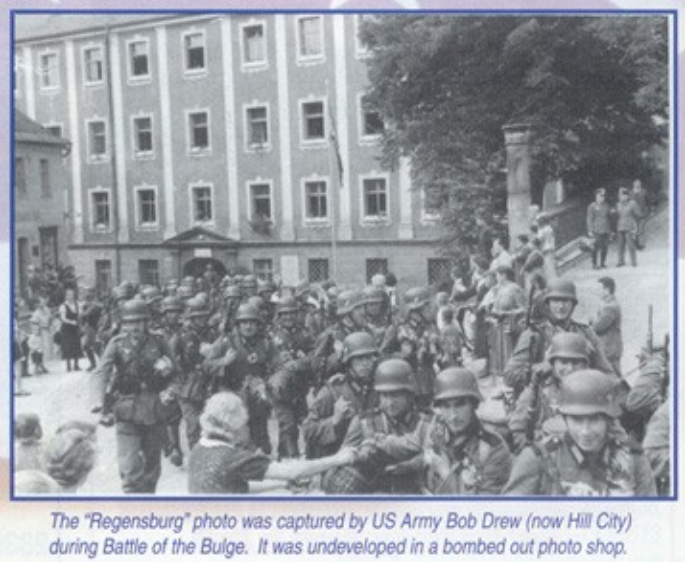 The "Regensburg" photo was captured by US Army Bob Drew (now Hill City)
during Battle of the Bulge. It was undeveloped in a bombed out photo shop.